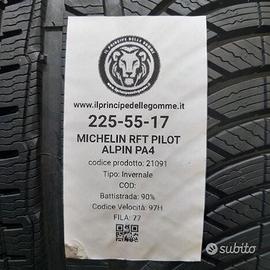 IL PRINCIPE DELLE GOMME
www.ilprincipedellegomme.it
225-55-17
MICHELIN RFT PILOT
ALPIN PA4
codice prodotto: 21091
Tipo: Invernale
COD:
Battistrada: 90%
Codice Velocità: 97H
FILA: 77
subito